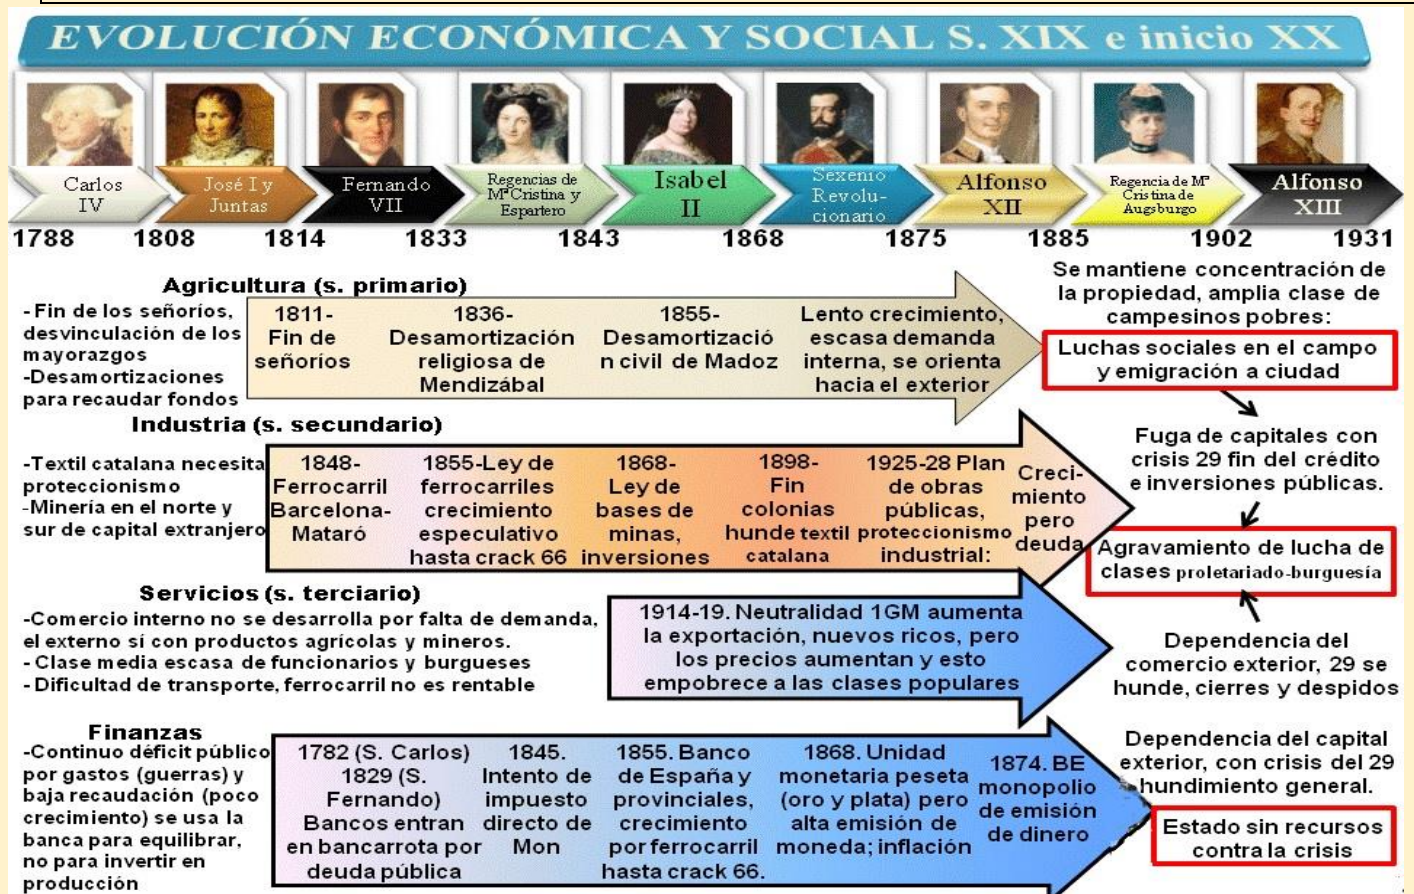 EVOLUCIÓN ECONÓMICA Y SOCIAL S. XIX e inicio XX
Carlos
IV
José I y
Juntas
Fernando
VII
Regencias de
Mª Cristina y
Espartero
Isabel
II
Sexenio
Revolu-
cionario
Alfonso
XII
Regencia de Mª
Cristina de
Augsburgo
Alfonso
XIII
1788 1808 1814 1833 1843 1868 1875 1885 1902 1931
Agricultura (s. primario)
- Fin de los señoríos,
desvinculación de los
mayorazgos
-Desamortizaciones
para recaudar fondos
1811-
Fin de
señoríos
1836-
Desamortización
religiosa de
Mendizábal
1855-
Desamortizació
n civil de Madoz
Lento crecimiento,
escasa demanda
interna, se orienta
hacia el exterior
Se mantiene concentración de
la propiedad, amplia clase de
campesinos pobres:
Luchas sociales en el campo
y emigración a ciudad
Industria (s. secundario)
-Textil catalana necesita
proteccionismo
-Minería en el norte y
sur de capital extranjero
1848-
Ferrocarril
Barcelona-
Mataró
1855-Ley de
ferrocarriles
crecimiento
especulativo
hasta crack 66
1868-
Ley de
bases de
minas,
inversiones
1898-
Fin
colonias
hunde textil
catalana
1925-28 Plan
de obras
públicas,
proteccionismo
industrial:
Creci-
miento
pero
deuda
Fuga de capitales con
crisis 29 fin del crédito
e inversiones públicas.
Agravamiento de lucha de
clases proletariado-burguesía
Servicios (s. terciario)
-Comercio interno no se desarrolla por falta de demanda,
el externo sí con productos agrícolas y mineros.
- Clase media escasa de funcionarios y burgueses
- Dificultad de transporte, ferrocarril no es rentable
1914-19. Neutralidad 1GM aumenta
la exportación, nuevos ricos, pero
los precios aumentan y esto
empobrece a las clases populares
Dependencia del
comercio exterior, 29 se
hunde, cierres y despidos
Finanzas
-Continuo déficit público
por gastos (guerras) y
baja recaudación (poco
crecimiento) se usa la
banca para equilibrar,
no para invertir en
producción
1782 (S. Carlos)
1829 (S.
Fernando)
Bancos entran
en bancarrota por
deuda pública
1845.
Intento de
impuesto
directo de
Mon
1855. Banco
de España y
provinciales,
crecimiento
por ferrocarril
hasta crack 66.
1868. Unidad
monetaria peseta
(oro y plata) pero
alta emisión de
moneda; inflación
1874. BE
monopolio
de emisión
de dinero
Dependencia del capital
exterior, con crisis del 29
hundimiento general.
Estado sin recursos
contra la crisis